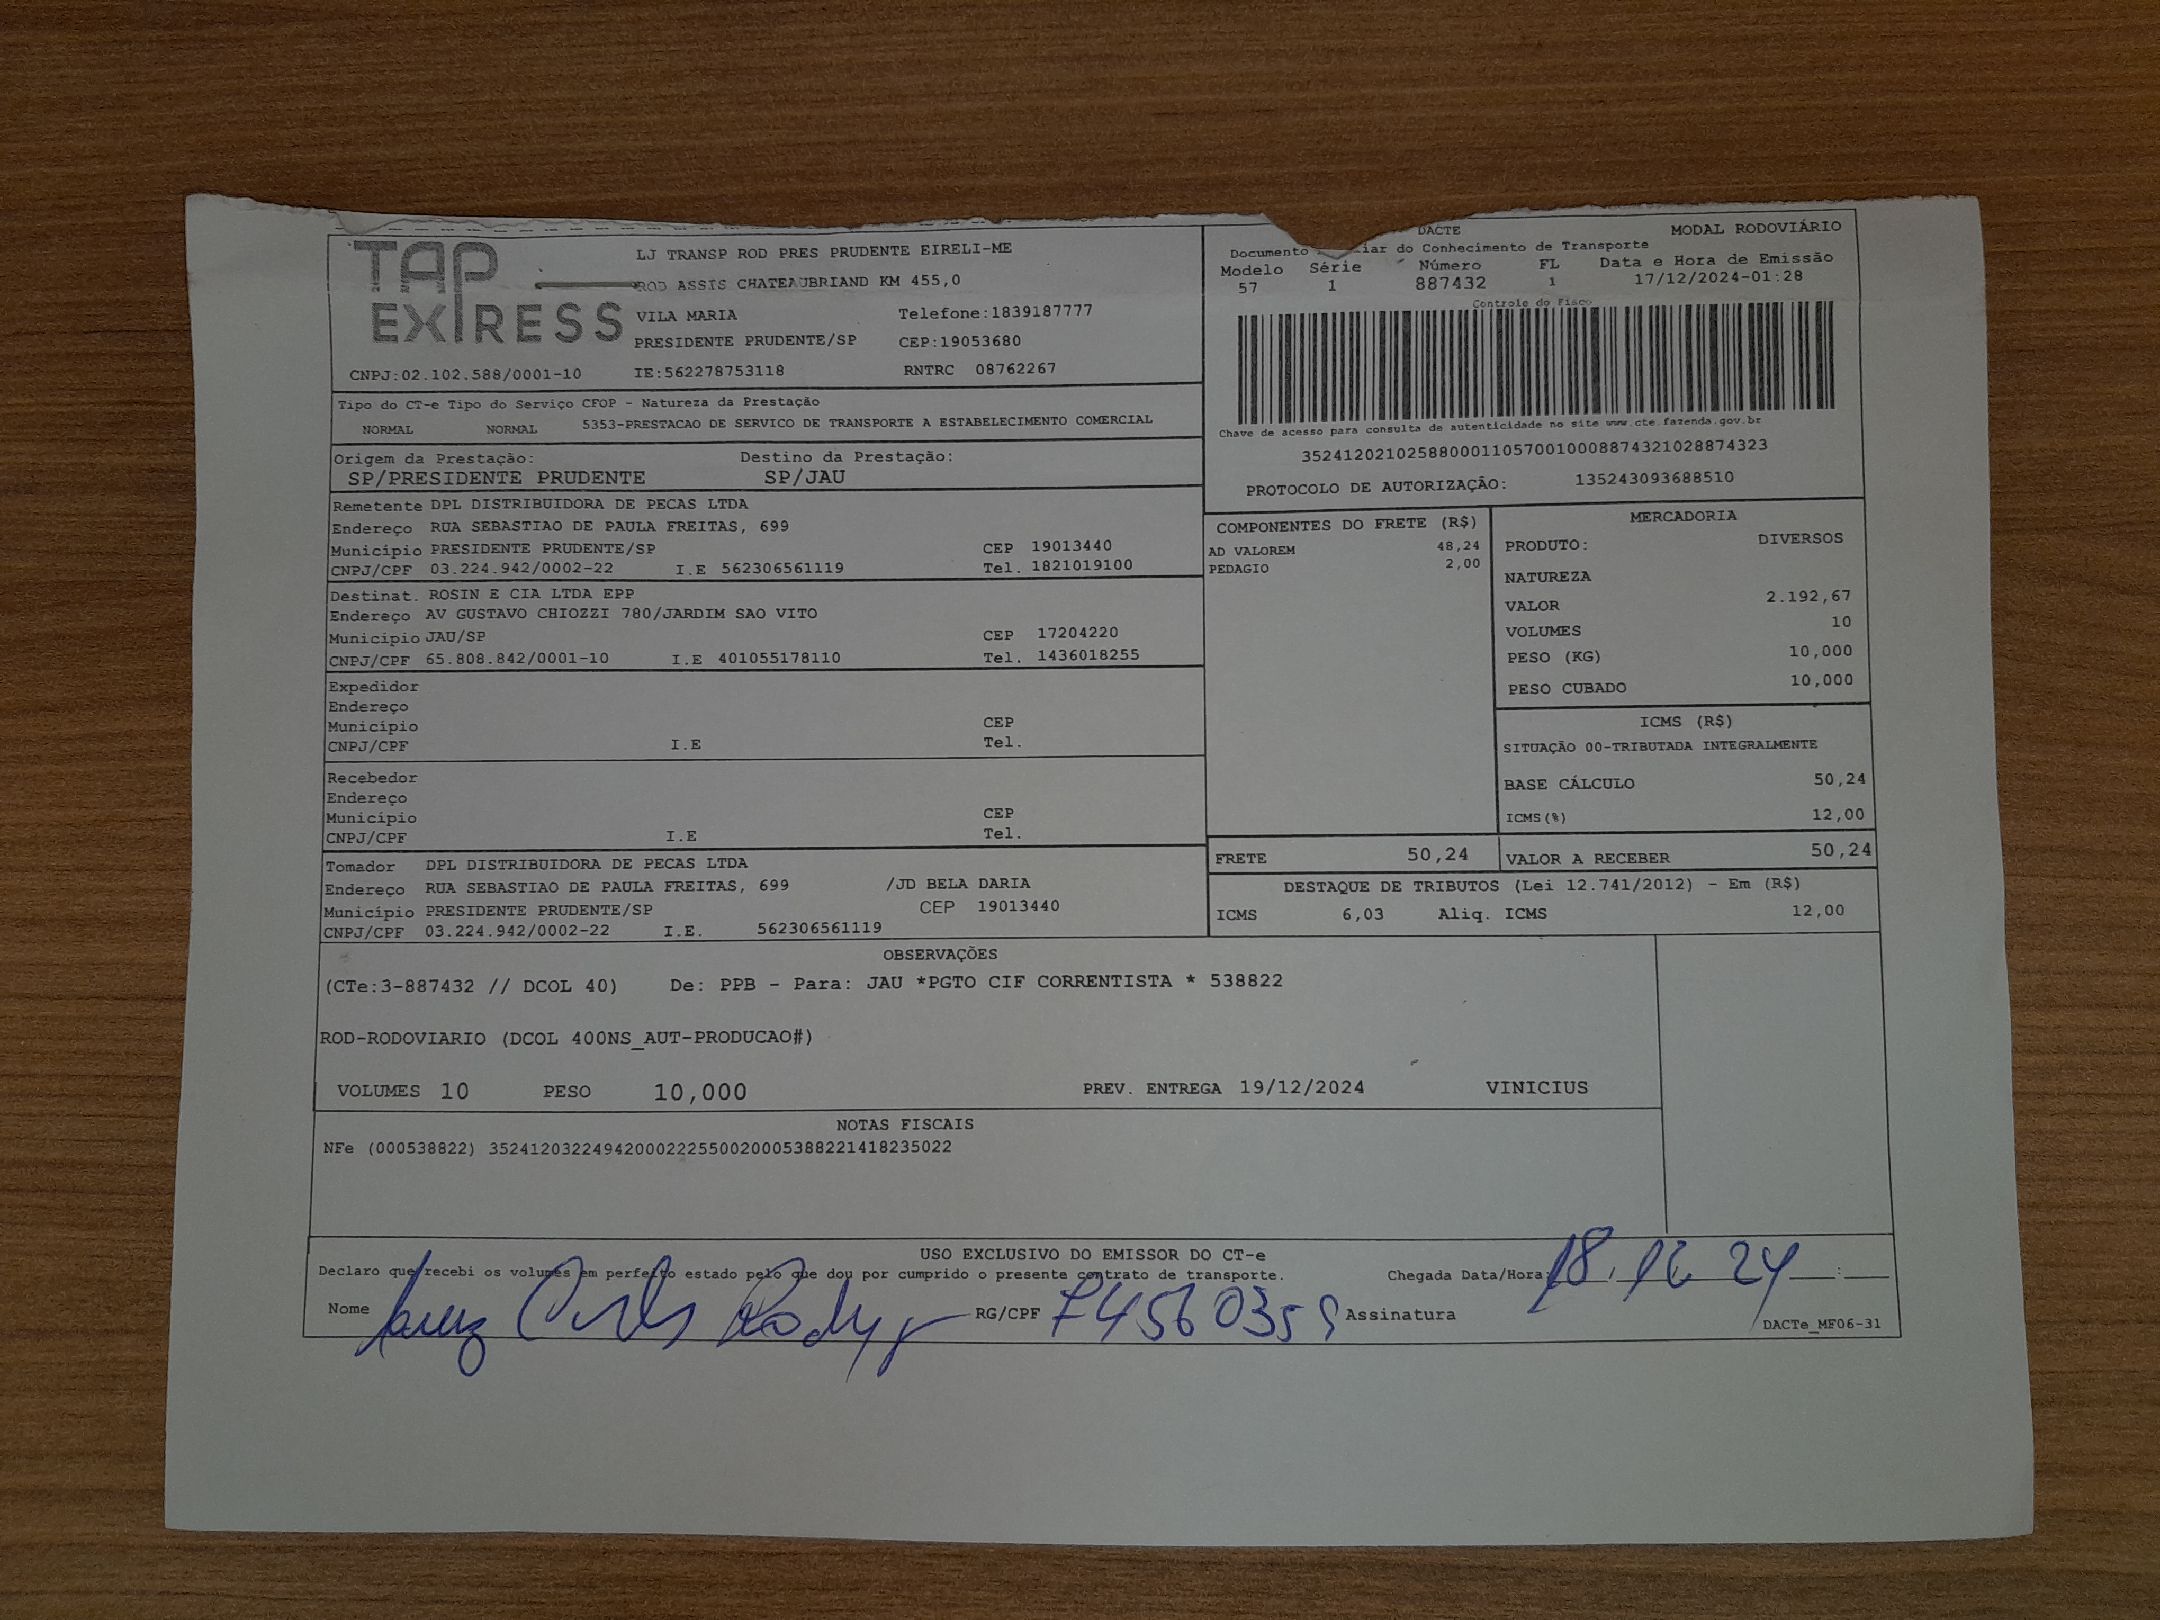 TAP EXPRESS
LJ TRANSP ROD PRES PRUDENTE EIRELI-ME
ROD ASSIS CHATEAUBRIAND KM 455,0
VILA MARIA Telefone:1839187777
PRESIDENTE PRUDENTE/SP CEP:19053680
CNPJ:02.102.588/0001-10 IE:562278753118 RNTRC 08762267
DACTE MODAL RODOVIÁRIO
Documento do Conhecimento de Transporte
Modelo Série Número FL Data e Hora de Emissão
57 1 887432 1 17/12/2024-01:28
Controle do Fisco
Chave de acesso para consulta de autenticidade no site www.cte.fazenda.gov.br
35241202102588000110570010008874321028874323
PROTOCOLO DE AUTORIZAÇÃO: 135243093688510
Tipo do CT-e Tipo do Serviço CFOP - Natureza da Prestação
NORMAL NORMAL 5353-PRESTACAO DE SERVICO DE TRANSPORTE A ESTABELECIMENTO COMERCIAL
Origem da Prestação: Destino da Prestação:
SP/PRESIDENTE PRUDENTE SP/JAU
Remetente DPL DISTRIBUIDORA DE PECAS LTDA
Endereço RUA SEBASTIAO DE PAULA FREITAS, 699
Município PRESIDENTE PRUDENTE/SP CEP 19013440
CNPJ/CPF 03.224.942/0002-22 I.E 562306561119 Tel. 1821019100
Destinat. ROSIN E CIA LTDA EPP
Endereço AV GUSTAVO CHIOZZI 780/JARDIM SAO VITO
Município JAU/SP CEP 17204220
CNPJ/CPF 65.808.842/0001-10 I.E 401055178110 Tel. 1436018255
Expedidor
Endereço
Município CEP
CNPJ/CPF I.E Tel.
Recebedor
Endereço
Município CEP
CNPJ/CPF I.E Tel.
Tomador DPL DISTRIBUIDORA DE PECAS LTDA
Endereço RUA SEBASTIAO DE PAULA FREITAS, 699 /JD BELA DARIA
Município PRESIDENTE PRUDENTE/SP CEP 19013440
CNPJ/CPF 03.224.942/0002-22 I.E. 562306561119
COMPONENTES DO FRETE (R$)
AD VALOREM 48,24
PEDAGIO 2,00
MERCADORIA
PRODUTO: DIVERSOS
NATUREZA
VALOR 2.192,67
VOLUMES 10
PESO (KG) 10,000
PESO CUBADO 10,000
ICMS (R$)
SITUAÇÃO 00-TRIBUTADA INTEGRALMENTE
BASE CÁLCULO 50,24
ICMS(%) 12,00
FRETE 50,24 VALOR A RECEBER 50,24
DESTAQUE DE TRIBUTOS (Lei 12.741/2012) - Em (R$)
ICMS 6,03 Aliq. ICMS 12,00
OBSERVAÇÕES
(CTe:3-887432 // DCOL 40) De: PPB - Para: JAU *PGTO CIF CORRENTISTA * 538822
ROD-RODOVIARIO (DCOL 400NS_AUT-PRODUCAO#)
VOLUMES 10 PESO 10,000 PREV. ENTREGA 19/12/2024 VINICIUS
NOTAS FISCAIS
NFe (000538822) 35241203224942000222550020005388221418235022
USO EXCLUSIVO DO EMISSOR DO CT-e
Declaro que recebi os volumes em perfeito estado pelo que dou por cumprido o presente contrato de transporte. Chegada Data/Hora: 18.12 24 :
Nome Carlos RG/CPF Assinatura
DACTe_MF06-31